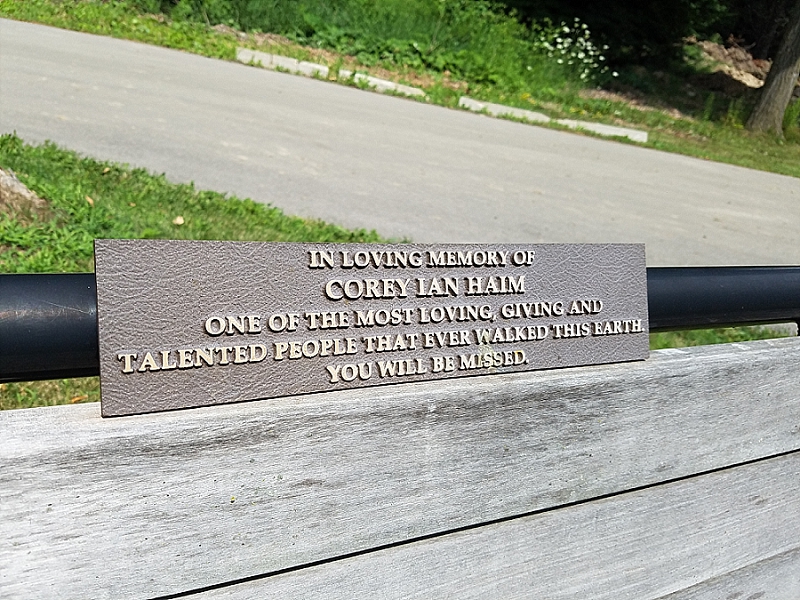 IN LOVING MEMORY OF
COREY IAN HAIM
ONE OF THE MOST LOVING, GIVING AND
TALENTED PEOPLE THAT EVER WALKED THIS EARTH.
YOU WILL BE MISSED.